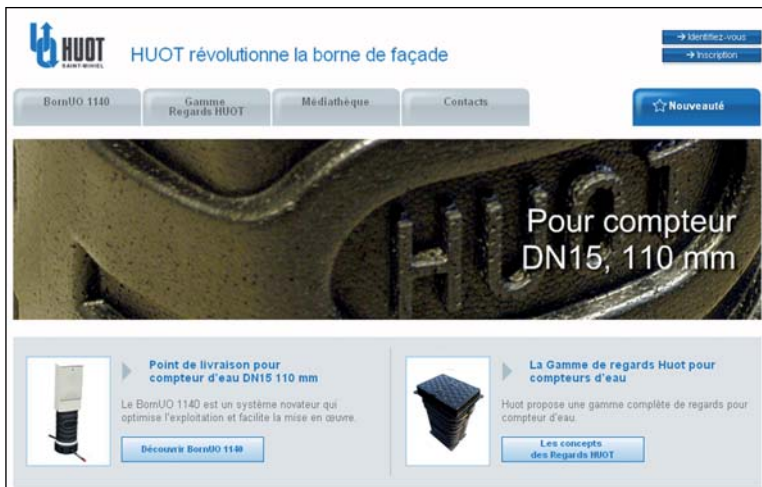 HUOT
SAINT-MIHIEL
HUOT révolutionne la borne de façade
→ Identifiez-vous
→ Inscription
BornUO 1140
Gamme
Regards HUOT
Médiathèque
Contacts
Nouveauté
HUOT
Pour compteur
DN15, 110 mm
Point de livraison pour
compteur d'eau DN15 110 mm
Le BornUO 1140 est un système novateur qui
optimise l'exploitation et facilite la mise en œuvre.
Découvrir BornUO 1140
La Gamme de regards Huot pour
compteurs d'eau
Huot propose une gamme complète de regards pour
compteur d'eau
Les concepts
des Regards HUOT